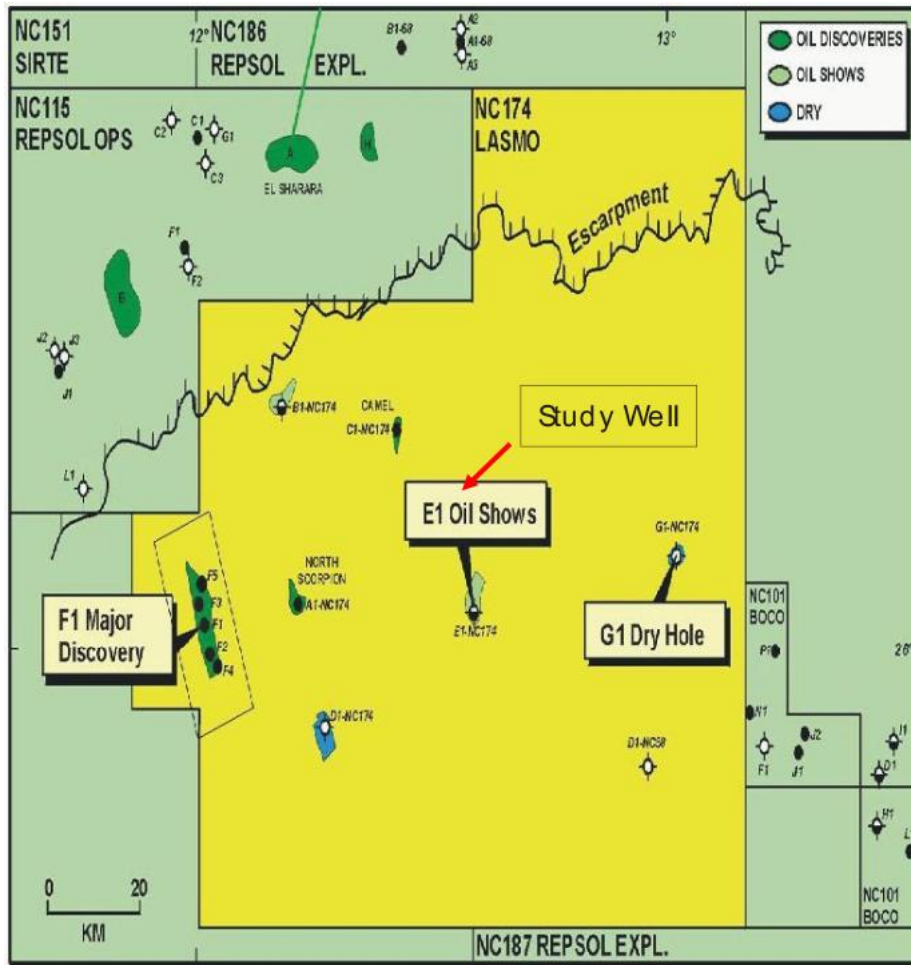 NC151
SIRTE
12°
NC186
REPSOL EXPL.
B1-68
A2
A1-68
A3
13°
OIL DISCOVERIES
OIL SHOWS
DRY
NC115
REPSOL OPS
C2
C1
G1
C3
A
H
EL SHARARA
NC174
LASMO
Escarpment
F1
F2
B
J2
J3
J1
L1
B1-NC174
CAMEL
C1-NC174
Study Well
E1 Oil Shows
F5
F3
F1
F2
F4
F1 Major
Discovery
NORTH
SCORPION
A1-NC174
E1-NC174
G1-NC174
G1 Dry Hole
NC101
BOCO
26°
D1-NC174
D1-NC58
N1
F1
J2
J1
I1
D1
H1
L
0 20
KM
NC101
BOCO
NC187 REPSOL EXPL.